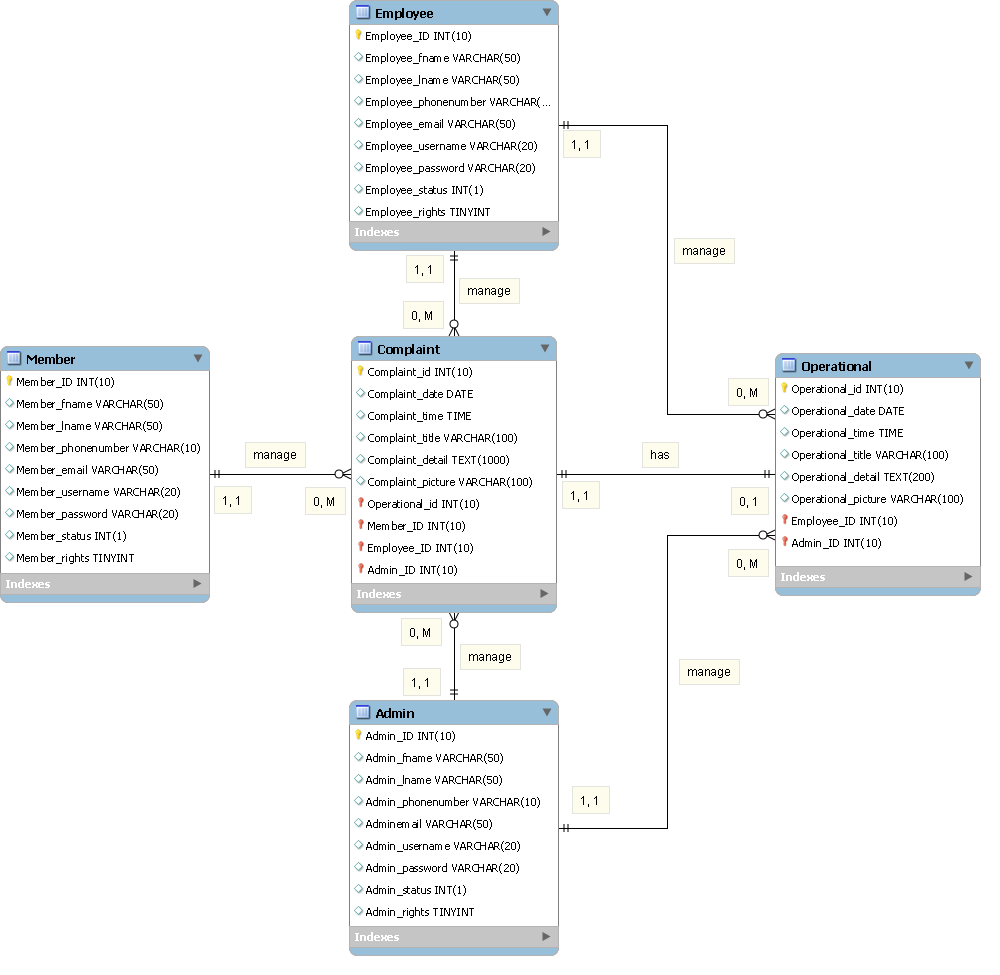 Employee
Employee_ID INT(10)
Employee_fname VARCHAR(50)
Employee_lname VARCHAR(50)
Employee_phonenumber VARCHAR(...
Employee_email VARCHAR(50)
Employee_username VARCHAR(20)
Employee_password VARCHAR(20)
Employee_status INT(1)
Employee_rights TINYINT
Indexes
1, 1
manage
1, 1
manage
0, M
Member
Member_ID INT(10)
Member_fname VARCHAR(50)
Member_lname VARCHAR(50)
Member_phonenumber VARCHAR(10)
Member_email VARCHAR(50)
Member_username VARCHAR(20)
Member_password VARCHAR(20)
Member_status INT(1)
Member_rights TINYINT
Indexes
manage
1, 1
0, M
Complaint
Complaint_id INT(10)
Complaint_date DATE
Complaint_time TIME
Complaint_title VARCHAR(100)
Complaint_detail TEXT(1000)
Complaint_picture VARCHAR(100)
Operational_id INT(10)
Member_ID INT(10)
Employee_ID INT(10)
Admin_ID INT(10)
Indexes
has
1, 1
0, M
0, 1
0, M
Operational
Operational_id INT(10)
Operational_date DATE
Operational_time TIME
Operational_title VARCHAR(100)
Operational_detail TEXT(200)
Operational_picture VARCHAR(100)
Employee_ID INT(10)
Admin_ID INT(10)
Indexes
0, M
manage
1, 1
manage
Admin
Admin_ID INT(10)
Admin_fname VARCHAR(50)
Admin_lname VARCHAR(50)
Admin_phonenumber VARCHAR(10)
Adminemail VARCHAR(50)
Admin_username VARCHAR(20)
Admin_password VARCHAR(20)
Admin_status INT(1)
Admin_rights TINYINT
Indexes
1, 1